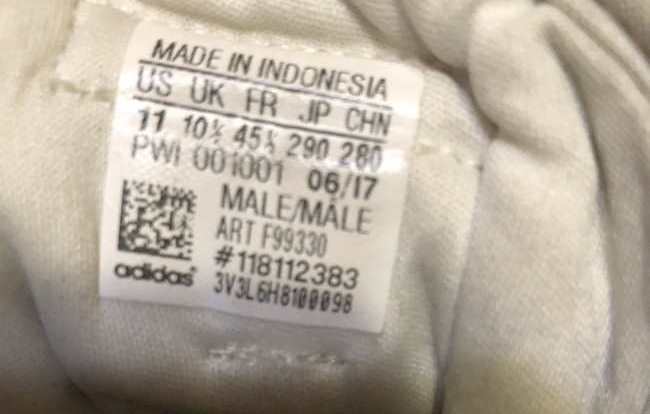 MADE IN INDONESIA
US UK FR JP CHN
11 10½ 45⅓ 290 280
PWI 001001 06/17
MALE/MÂLE
ART F99330
#118112383
adidas® 3V3L6H8100098